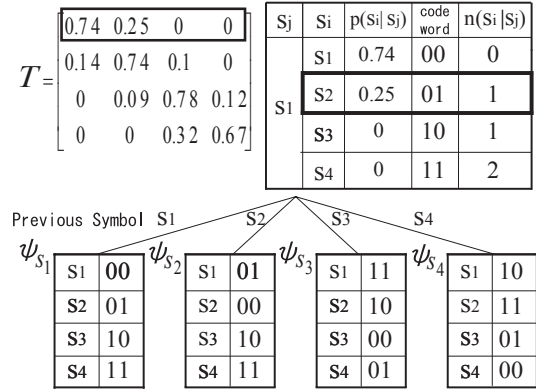 T = 0.74 0.25 0 0
0.14 0.74 0.1 0
0 0.09 0.78 0.12
0 0 0.32 0.67
Sj Si p(Si|Sj) code word n(Si|Sj)
S1
S1 0.74 00 0
S2 0.25 01 1
S3 0 10 1
S4 0 11 2
Previous Symbol S1 S2 S3 S4
ψS1 ψS2 ψS3 ψS4
S1 00 S1 01 S1 11 S1 10
S2 01 S2 00 S2 10 S2 11
S3 10 S3 10 S3 00 S3 01
S4 11 S4 11 S4 01 S4 00